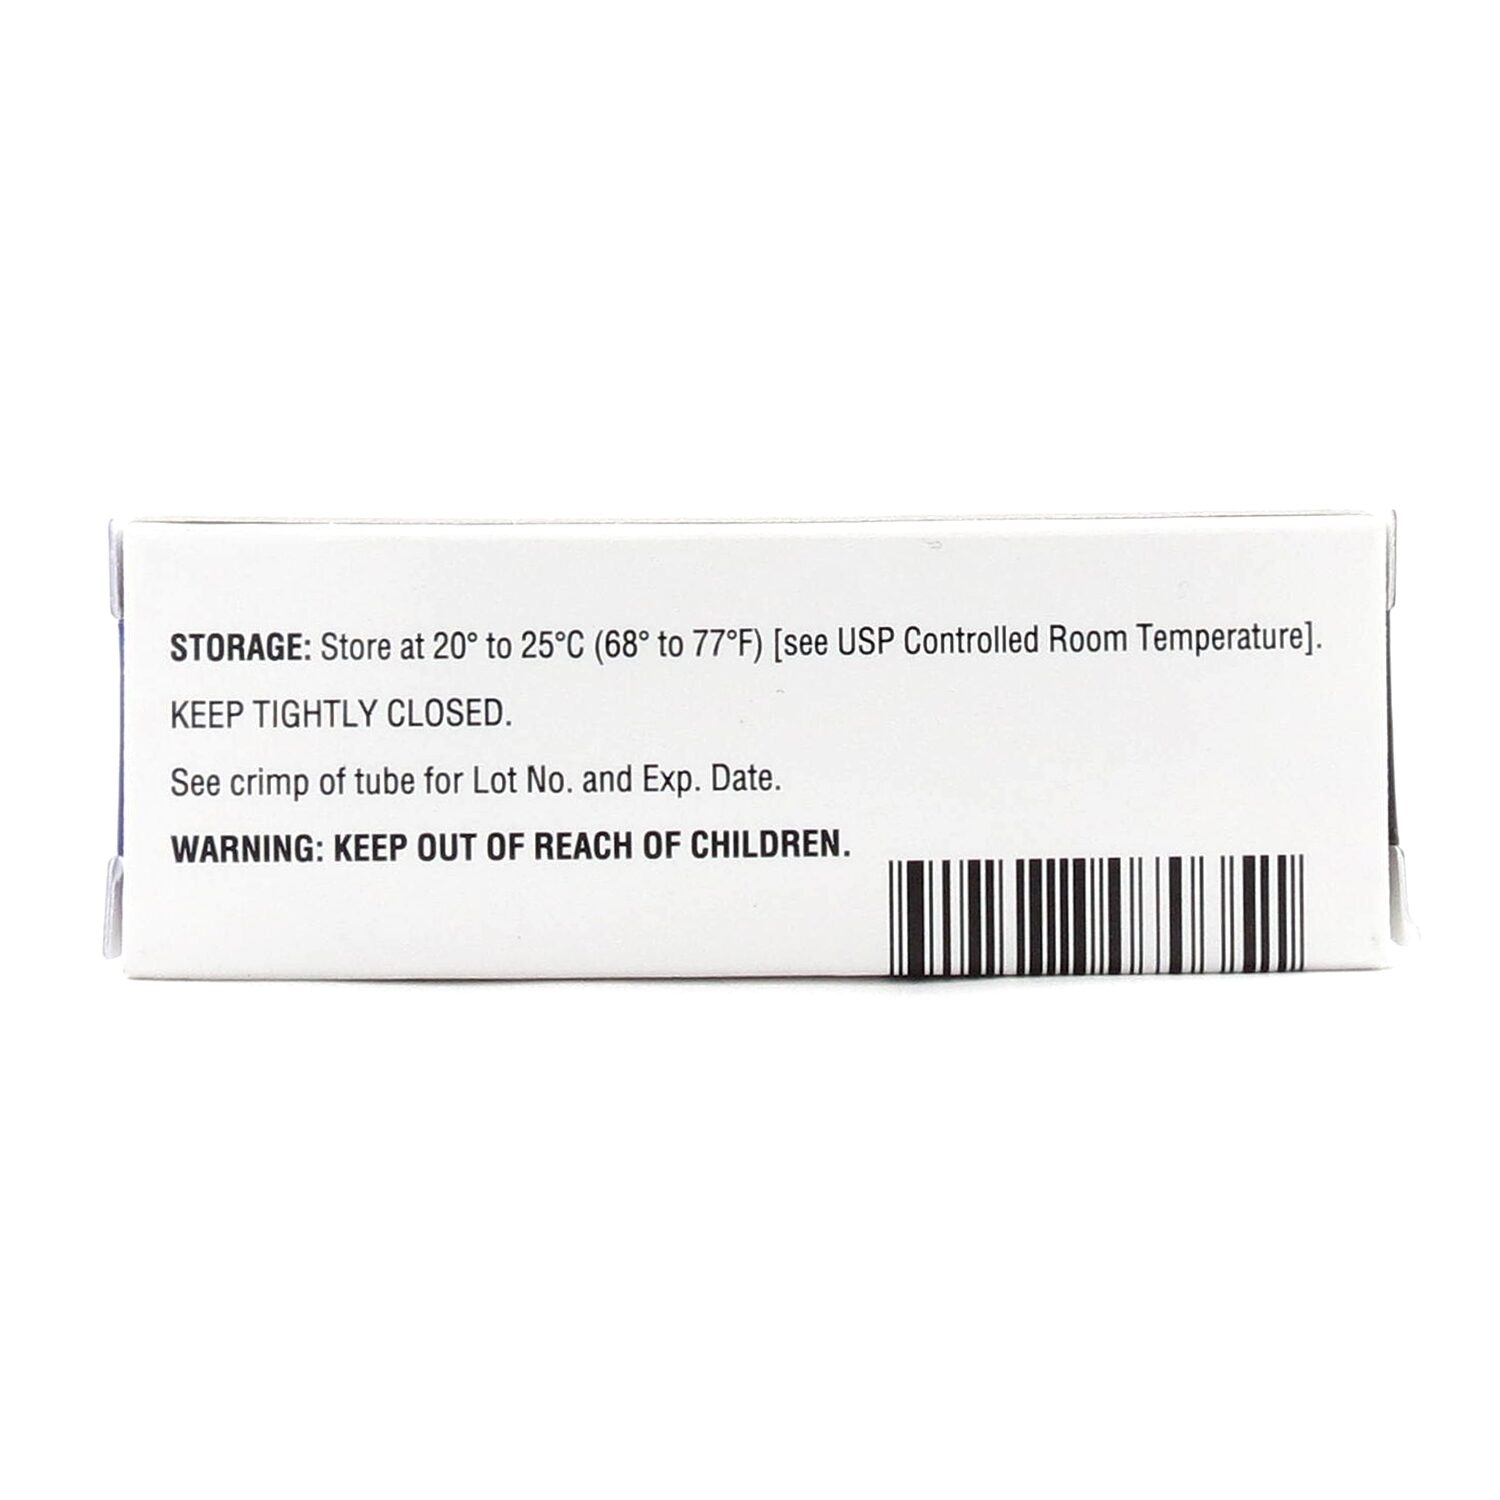 STORAGE: Store at 20° to 25°C (68° to 77°F) [see USP Controlled Room Temperature].
KEEP TIGHTLY CLOSED.
See crimp of tube for Lot No. and Exp. Date.
WARNING: KEEP OUT OF REACH OF CHILDREN.